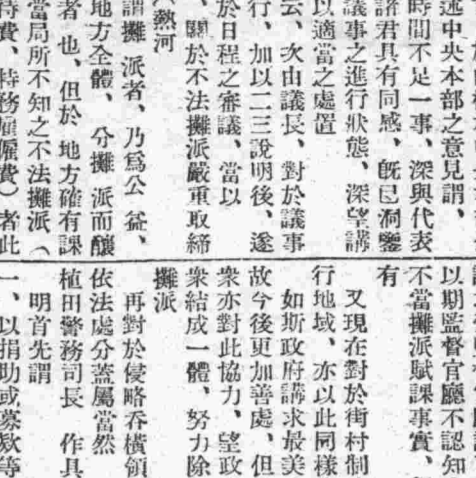 述中央本部之意見謂、
時間不足一事、深與代表
諸君具有同感、既已洞鑒
議事之進行狀態、深望講
以適當之處置
云、次由議長、對於議事
行、加以二三說明後、遂
於日程之審議、當以
、關於不法攤派嚴重取締
(熱河
謂攤 派者、乃爲公 益、
地方全體、分攤 派而釀
者 也、但於 地方確有課
當局所不知之不法攤派(
特費、特務僱僱費)者此
以期監督官廳不認知
不當攤派賦課事實、
有
又現在對於街村制
行地域、亦以此同樣
如斯政府講求最美
故今後更加善處、但
衆亦對此協力、望政
衆結成一體、努力除
攤派
再對於侵略吞橫領
依法處分蓋屬當然
植田警務司長 作具
明首先謂
一、以捐助或募欵等